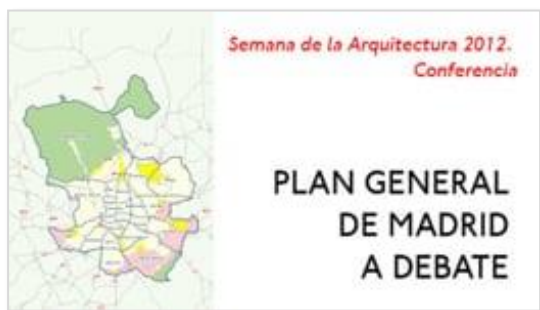 Semana de la Arquitectura 2012.
Conferencia
PLAN GENERAL
DE MADRID
A DEBATE